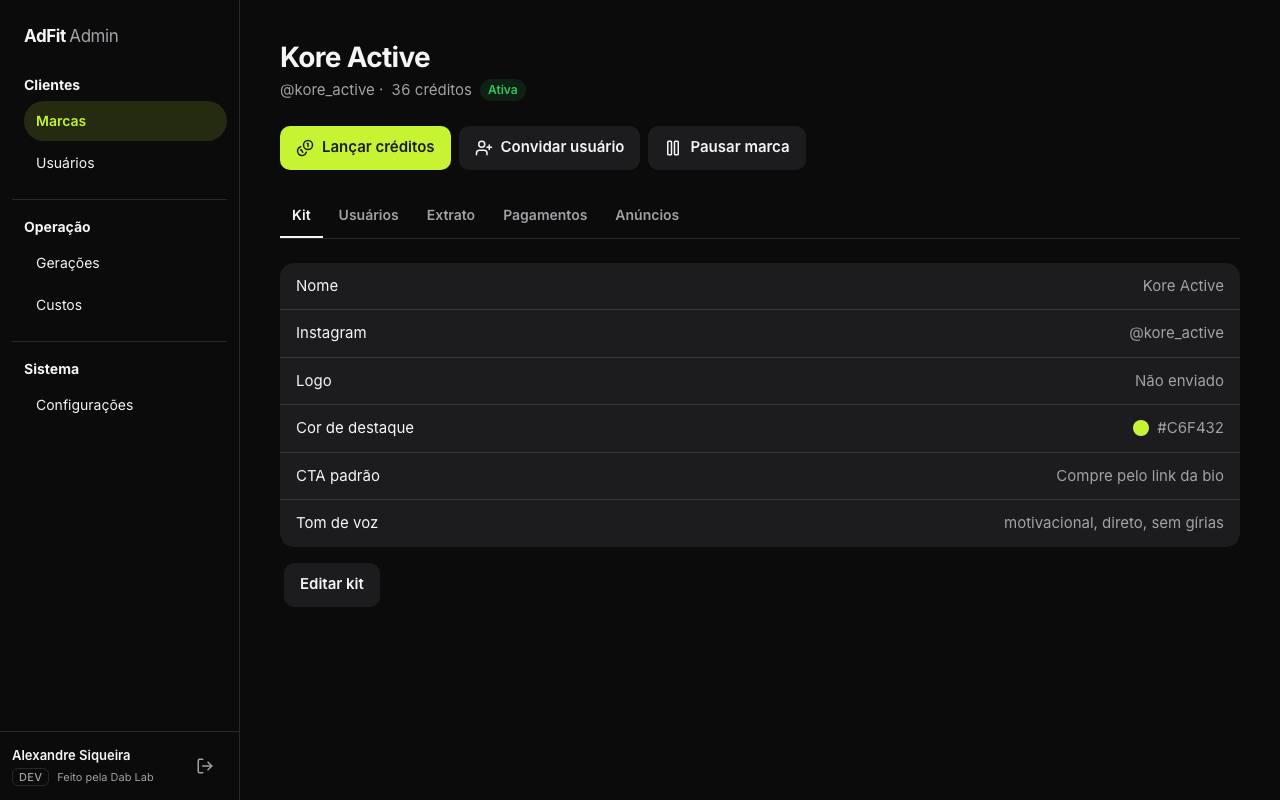 AdFit Admin
Clientes
Marcas
Usuários
Operação
Gerações
Custos
Sistema
Configurações
Alexandre Siqueira
DEV Feito pela Dab Lab
Kore Active
@kore_active · 36 créditos Ativa
Lançar créditos Convidar usuário Pausar marca
Kit Usuários Extrato Pagamentos Anúncios
Nome Kore Active
Instagram @kore_active
Logo Não enviado
Cor de destaque #C6F432
CTA padrão Compre pelo link da bio
Tom de voz motivacional, direto, sem gírias
Editar kit